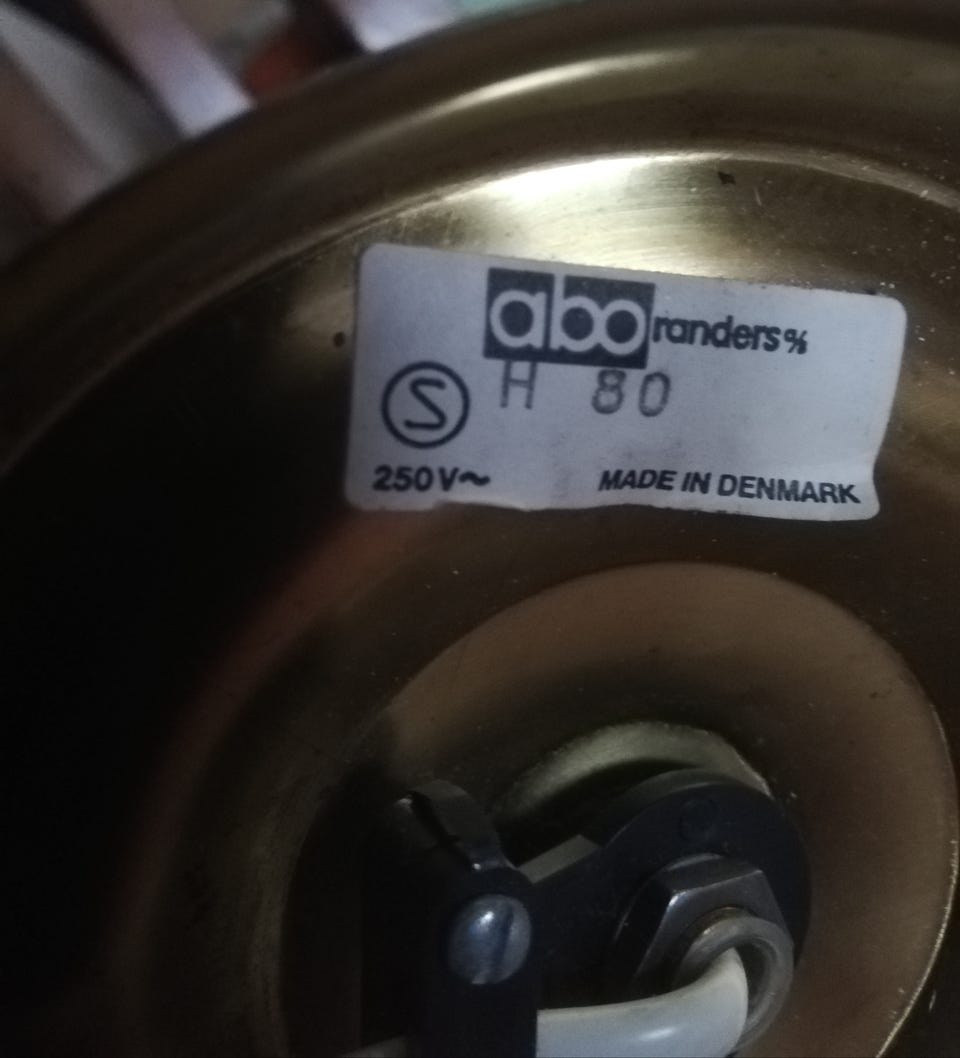 abo randers %
H 80
S
250V~ MADE IN DENMARK